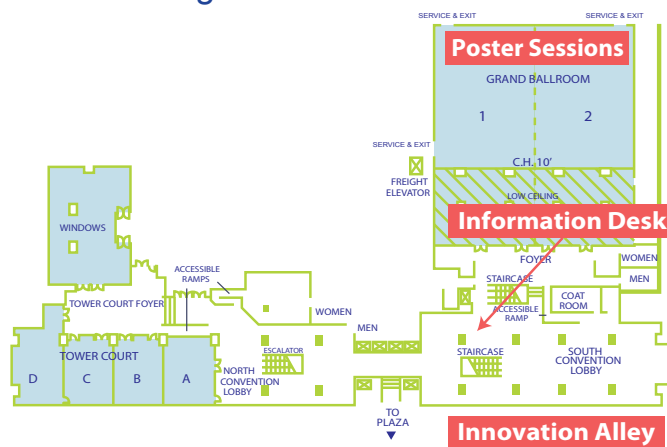 SERVICE & EXIT
SERVICE & EXIT
Poster Sessions
GRAND BALLROOM
1
2
SERVICE & EXIT
C.H. 10'
FREIGHT
ELEVATOR
LOW CEILING
WINDOWS
Information Desk
FOYER
WOMEN
ACCESSIBLE
RAMPS
STAIRCASE
MEN
TOWER COURT FOYER
COAT
ROOM
WOMEN
ACCESSIBLE
RAMP
MEN
TOWER COURT
ESCALATOR
STAIRCASE
SOUTH
CONVENTION
LOBBY
D
C
B
A
NORTH
CONVENTION
LOBBY
TO
PLAZA
Innovation Alley